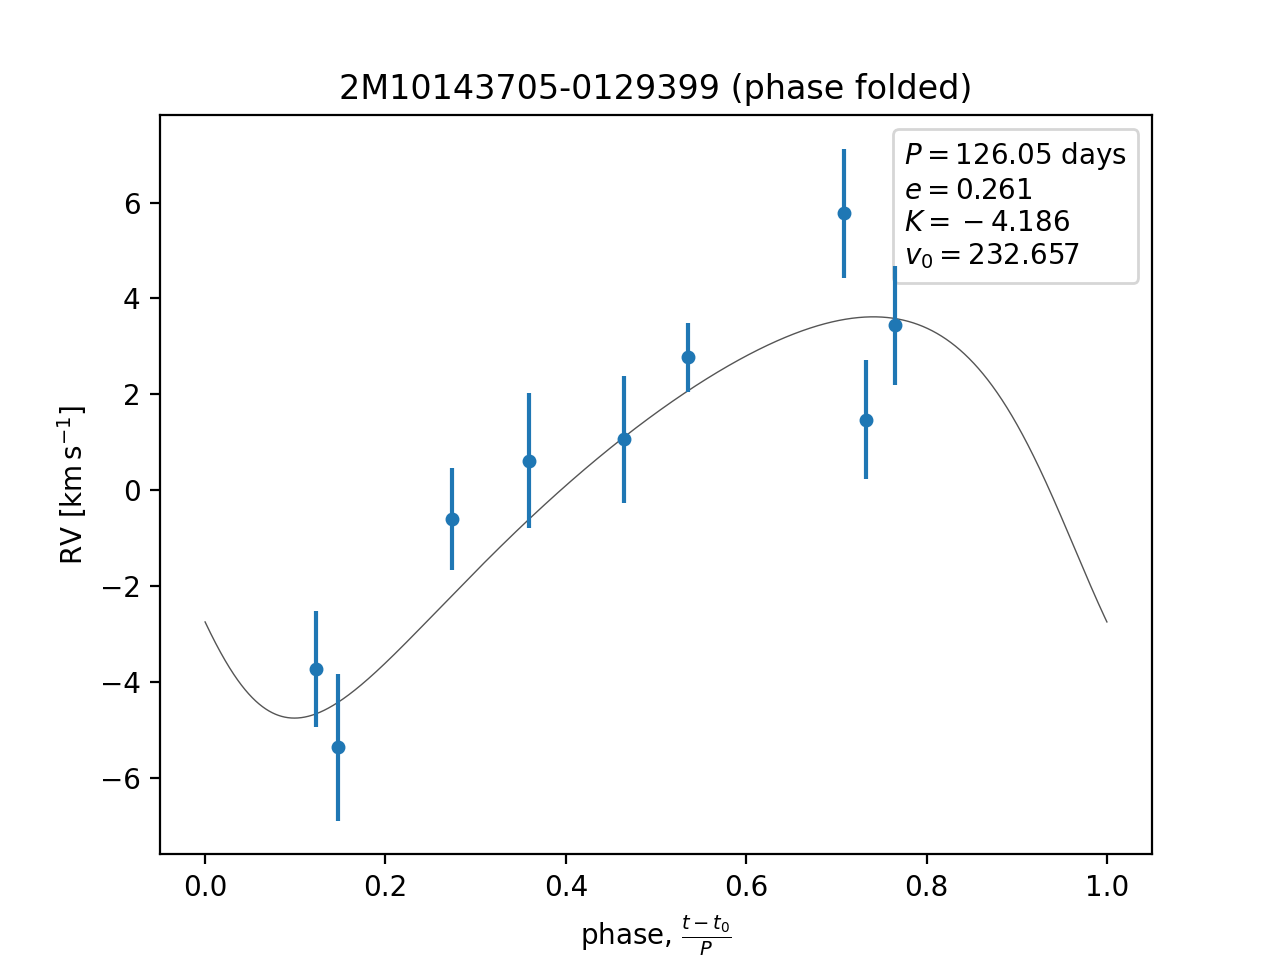 2M10143705-0129399 (phase folded)
P = 126.05 days
e = 0.261
K = −4.186
v₀ = 232.657
6
4
2
0
−2
−4
−6
RV [km s⁻¹]
0.0 0.2 0.4 0.6 0.8 1.0
phase, (t − t₀)/P